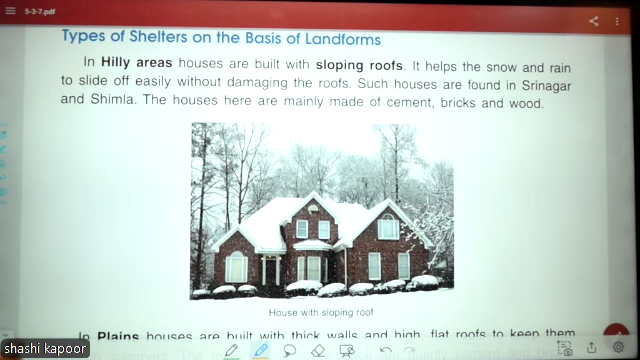 5-3-7.pdf
Types of Shelters on the Basis of Landforms
In Hilly areas houses are built with sloping roofs. It helps the snow and rain
to slide off easily without damaging the roofs. Such houses are found in Srinagar
and Shimla. The houses here are mainly made of cement, bricks and wood.
House with sloping roof
In Plains houses are built with thick walls and high, flat roofs to keep them
shashi kapoor